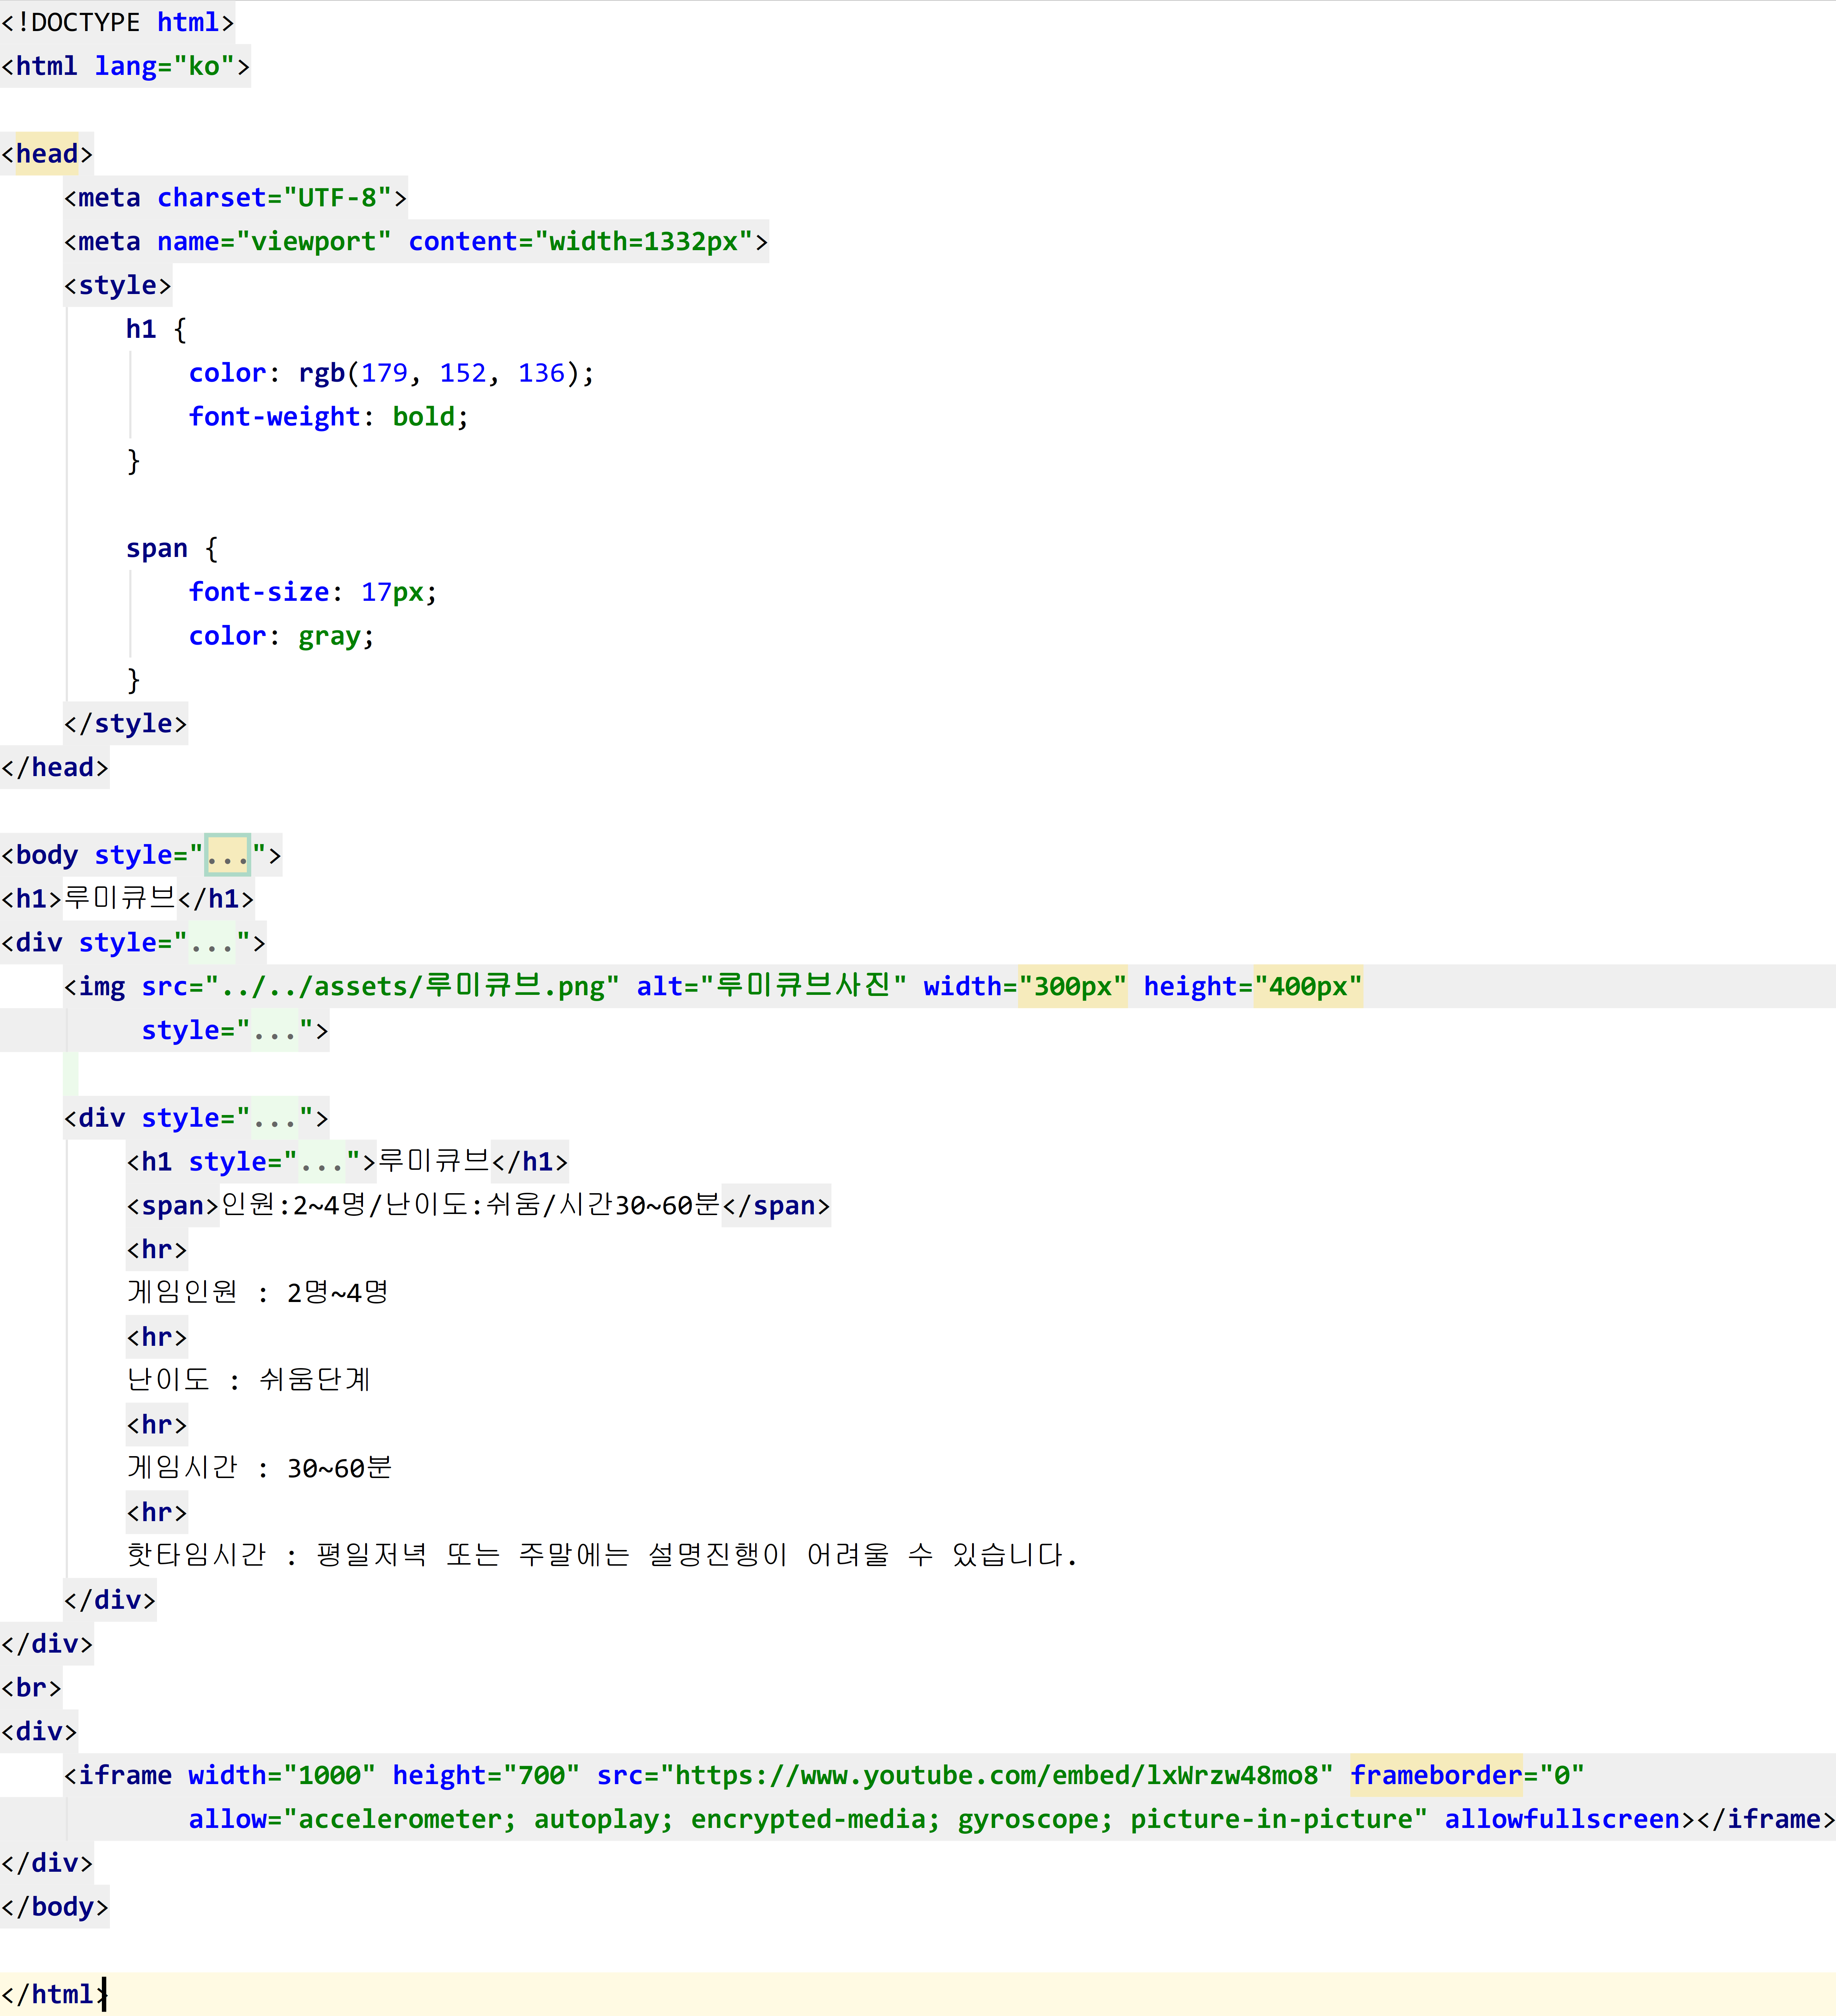 <!DOCTYPE html>
<html lang="ko">
<head>
<meta charset="UTF-8">
<meta name="viewport" content="width=1332px">
<style>
h1 {
color: rgb(179, 152, 136);
font-weight: bold;
}
span {
font-size: 17px;
color: gray;
}
</style>
</head>
<body style="...">
<h1>루미큐브</h1>
<div style="...">
<img src="../../assets/루미큐브.png" alt="루미큐브사진" width="300px" height="400px"
style="...">
<div style="...">
<h1 style="...">루미큐브</h1>
<span>인원:2~4명/난이도:쉬움/시간30~60분</span>
<hr>
게임인원 : 2명~4명
<hr>
난이도 : 쉬움단계
<hr>
게임시간 : 30~60분
<hr>
핫타임시간 : 평일저녁 또는 주말에는 설명진행이 어려울 수 있습니다.
</div>
</div>
<br>
<div>
<iframe width="1000" height="700" src="https://www.youtube.com/embed/lxWrzw48mo8" frameborder="0"
allow="accelerometer; autoplay; encrypted-media; gyroscope; picture-in-picture" allowfullscreen></iframe>
</div>
</body>
</html>